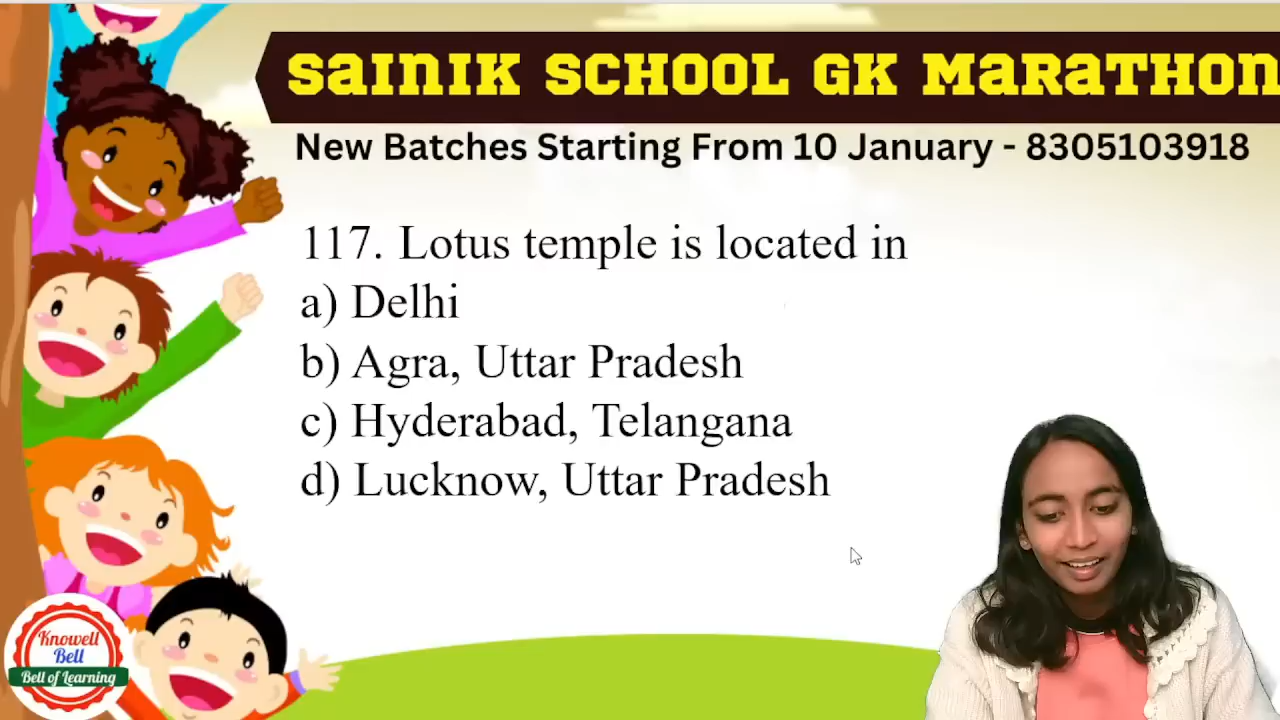 SAINIK SCHOOL GK MARATHON
New Batches Starting From 10 January - 8305103918
117. Lotus temple is located in
a) Delhi
b) Agra, Uttar Pradesh
c) Hyderabad, Telangana
d) Lucknow, Uttar Pradesh
Knowell
Bell
Bell of Learning